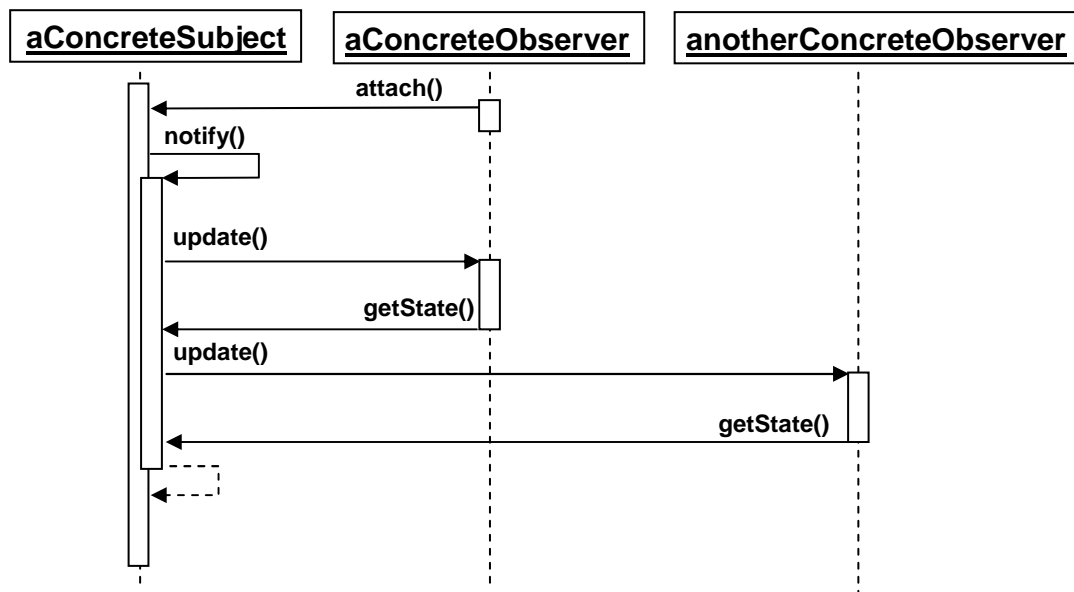 aConcreteSubject
aConcreteObserver
anotherConcreteObserver
attach()
notify()
update()
getState()
update()
getState()